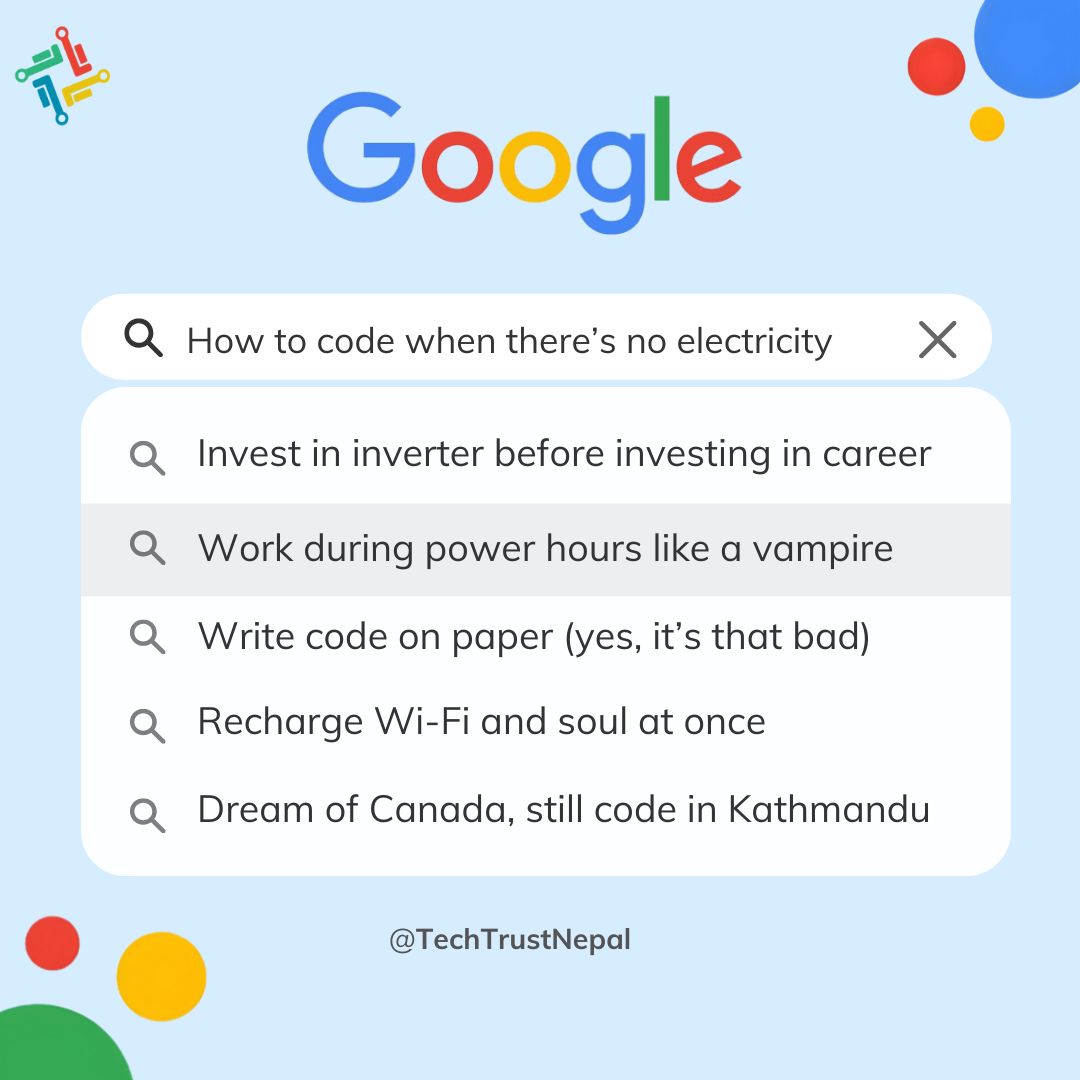 Google
How to code when there’s no electricity
Invest in inverter before investing in career
Work during power hours like a vampire
Write code on paper (yes, it’s that bad)
Recharge Wi-Fi and soul at once
Dream of Canada, still code in Kathmandu
@TechTrustNepal